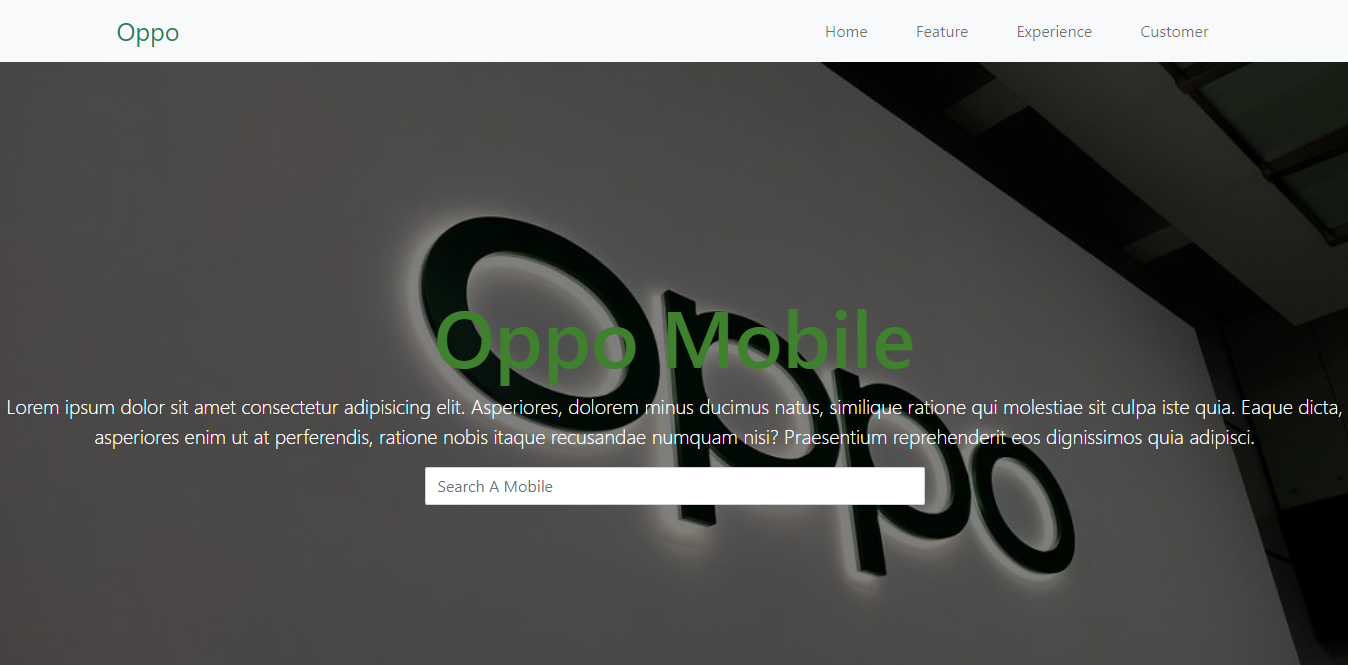 Oppo
Home Feature Experience Customer
oppo
Oppo Mobile
Lorem ipsum dolor sit amet consectetur adipisicing elit. Asperiores, dolorem minus ducimus natus, similique ratione qui molestiae sit culpa iste quia. Eaque dicta,
asperiores enim ut at perferendis, ratione nobis itaque recusandae numquam nisi? Praesentium reprehenderit eos dignissimos quia adipisci.
Search A Mobile